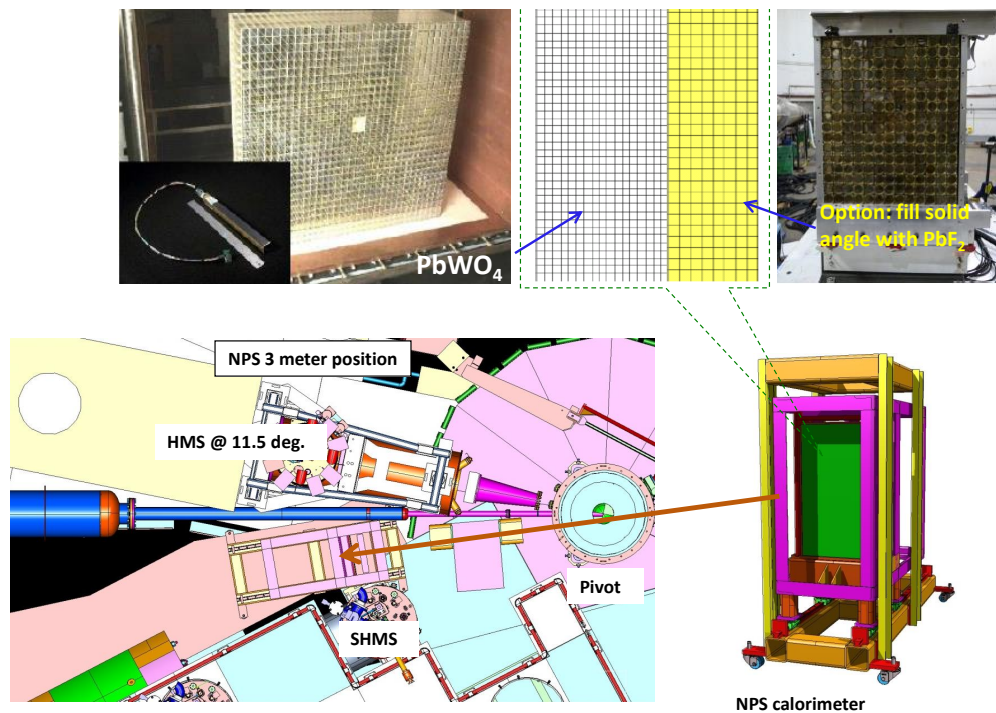 PbWO4
Option: fill solid
angle with PbF2
NPS 3 meter position
HMS @ 11.5 deg.
Pivot
SHMS
NPS calorimeter